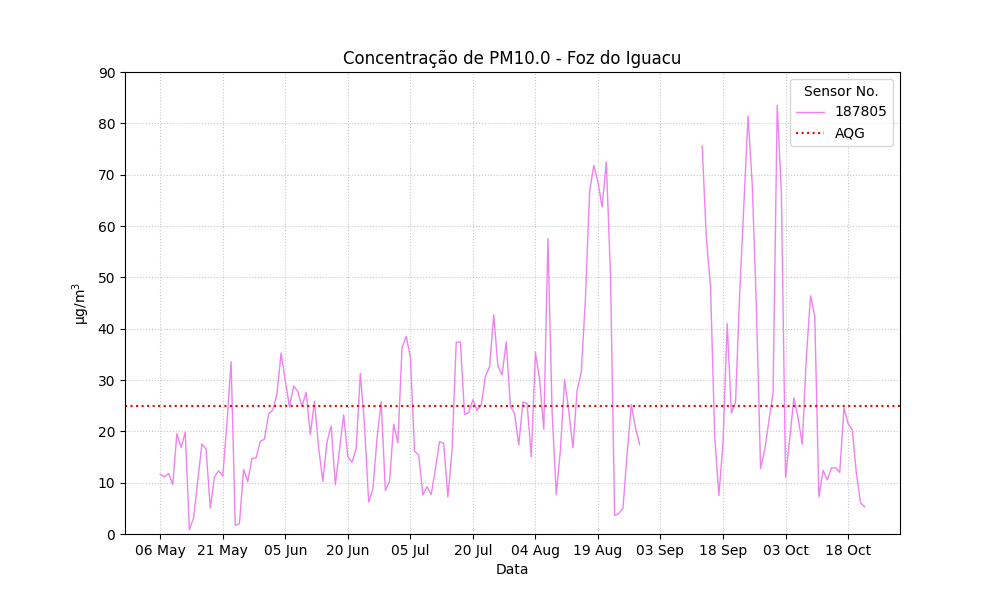 Concentração de PM10.0 - Foz do Iguacu
Sensor No.
187805
AQG
90
80
70
60
50
40
30
20
10
0
µg/m³
06 May
21 May
05 Jun
20 Jun
05 Jul
20 Jul
04 Aug
19 Aug
03 Sep
18 Sep
03 Oct
18 Oct
Data